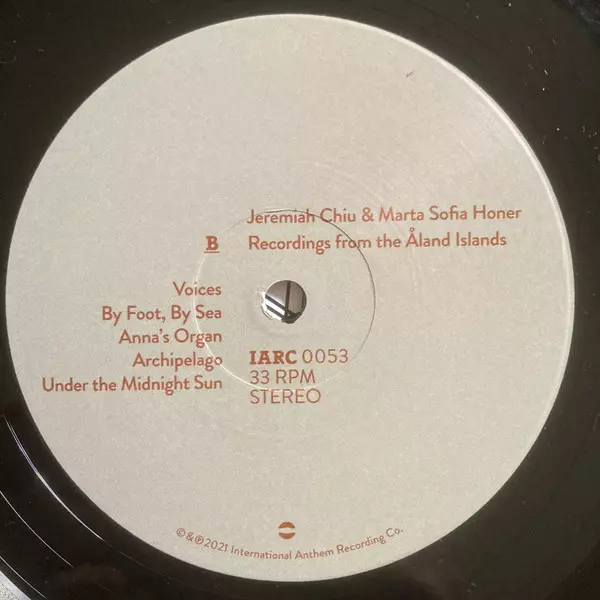 Jeremiah Chiu & Marta Sofia Honer
B Recordings from the Åland Islands
Voices
By Foot, By Sea
Anna's Organ
Archipelago
Under the Midnight Sun
IARC 0053
33 RPM
STEREO
©&℗2021 International Anthem Recording Co.